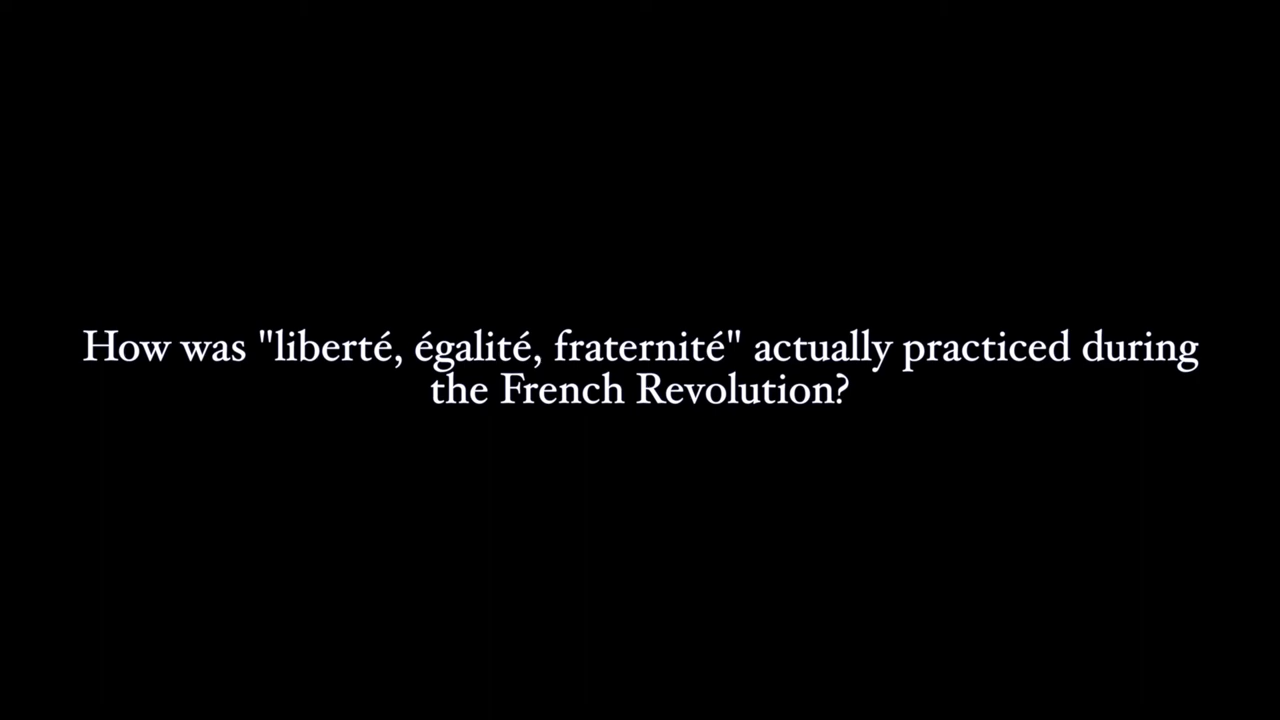 How was "liberté, égalité, fraternité" actually practiced during
the French Revolution?